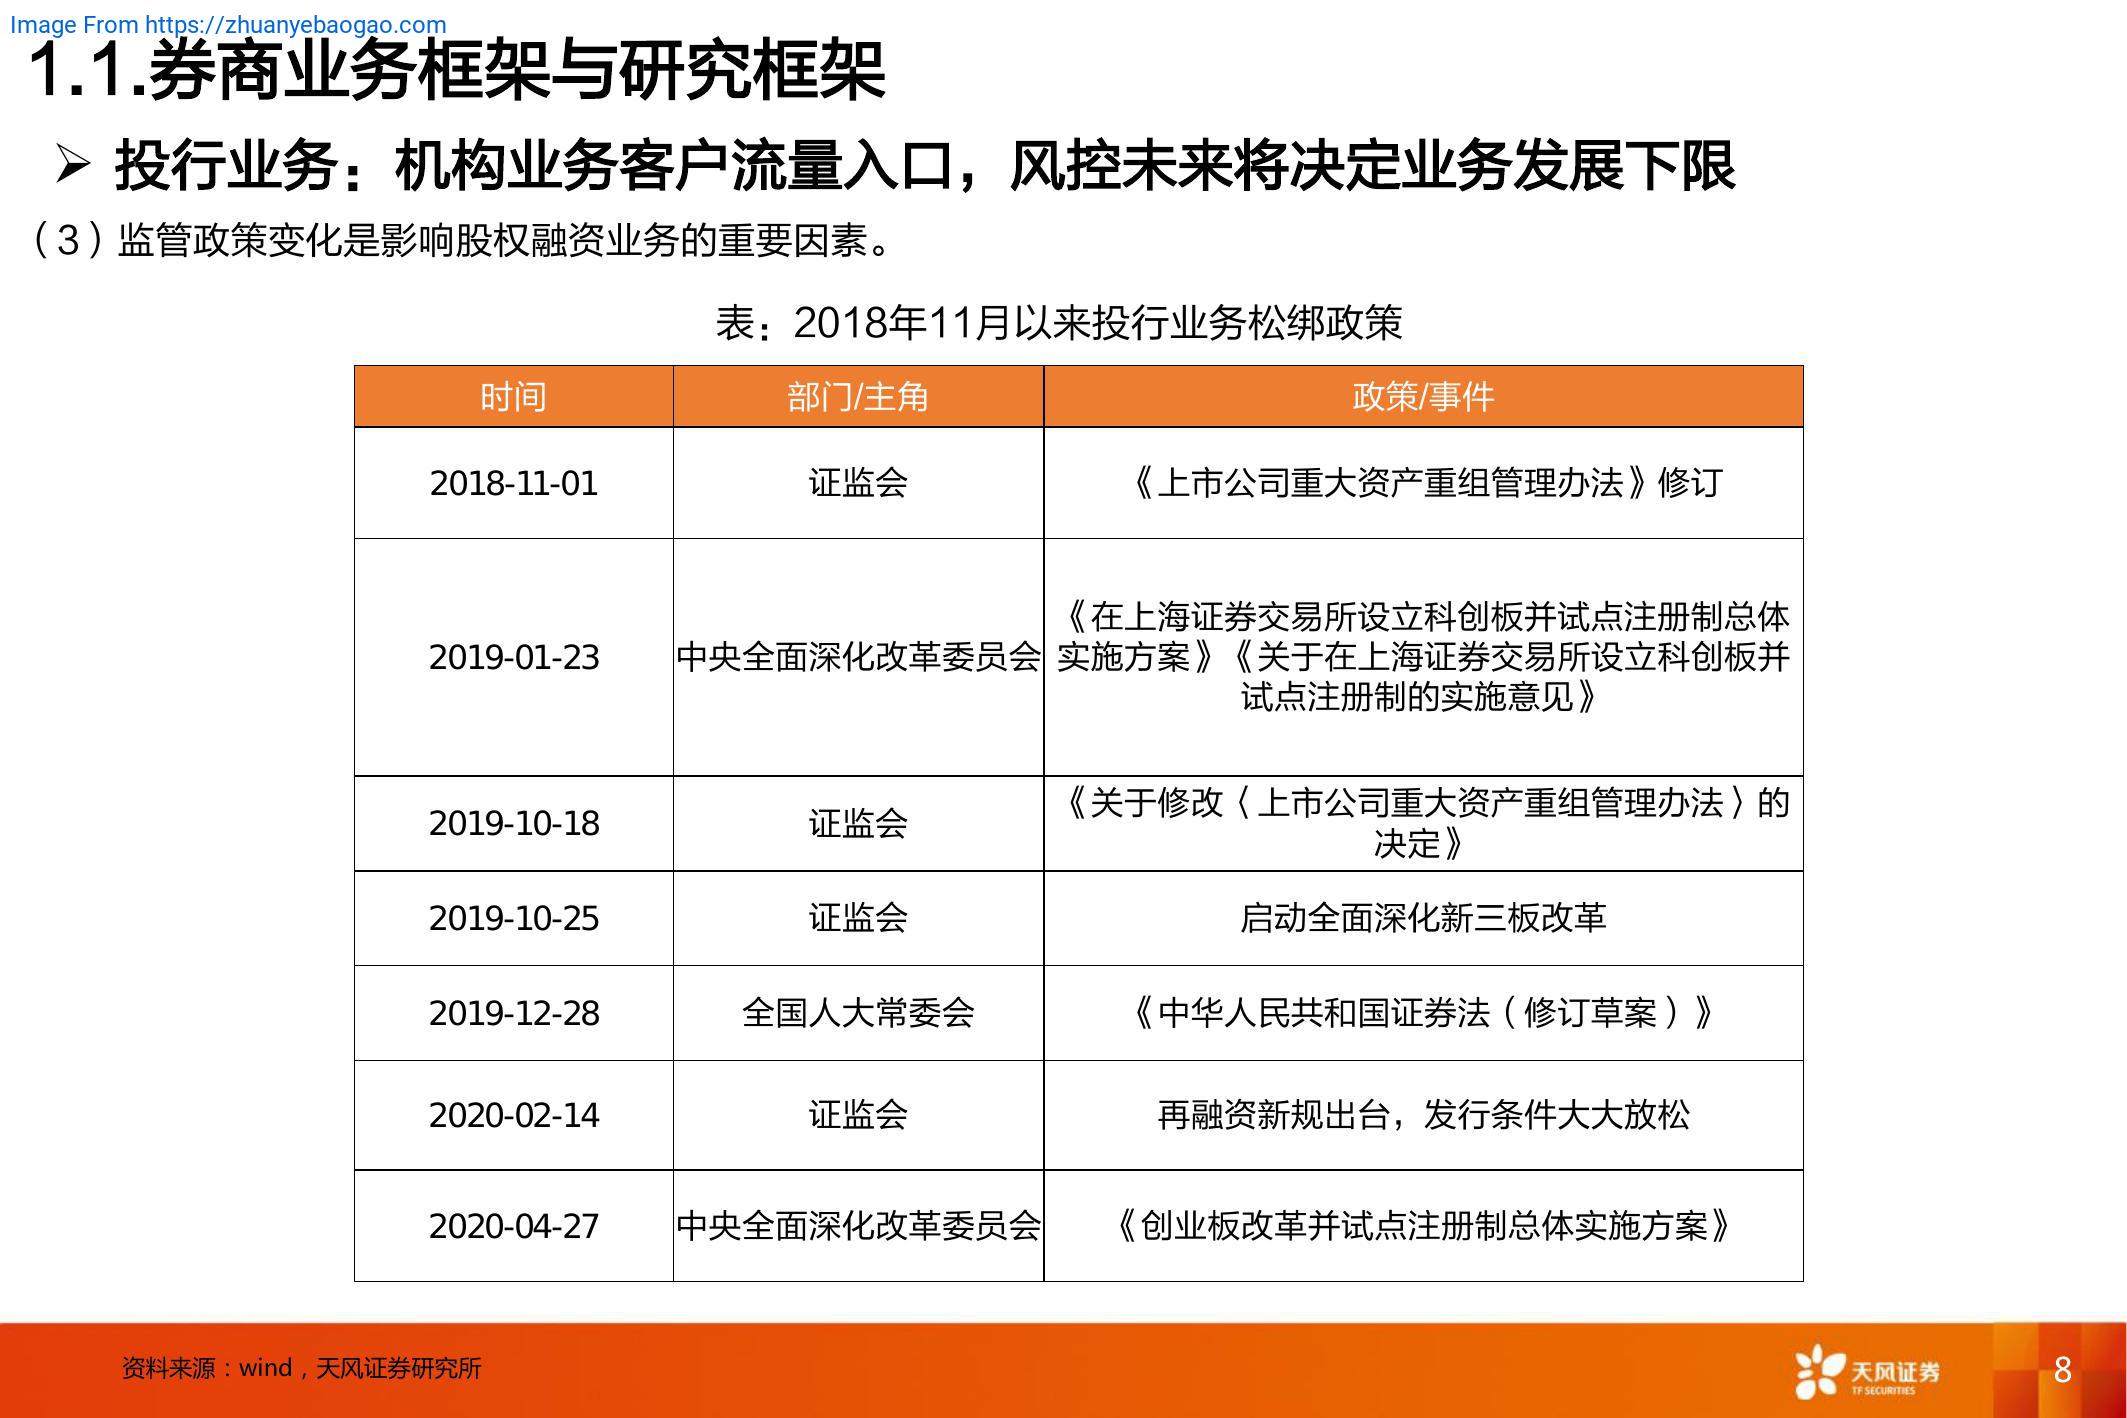 Image From https://zhuanyebaogao.com
1.1.券商业务框架与研究框架
➢ 投行业务：机构业务客户流量入口，风控未来将决定业务发展下限
（3）监管政策变化是影响股权融资业务的重要因素。
表：2018年11月以来投行业务松绑政策
时间 部门/主角 政策/事件
2018-11-01 证监会 《上市公司重大资产重组管理办法》修订
《在上海证券交易所设立科创板并试点注册制总体
2019-01-23 中央全面深化改革委员会 实施方案》《关于在上海证券交易所设立科创板并
试点注册制的实施意见》
2019-10-18 证监会 《关于修改〈上市公司重大资产重组管理办法〉的
决定》
2019-10-25 证监会 启动全面深化新三板改革
2019-12-28 全国人大常委会 《中华人民共和国证券法（修订草案）》
2020-02-14 证监会 再融资新规出台，发行条件大大放松
2020-04-27 中央全面深化改革委员会 《创业板改革并试点注册制总体实施方案》
资料来源：wind，天风证券研究所
天风证券
TF SECURITIES
8